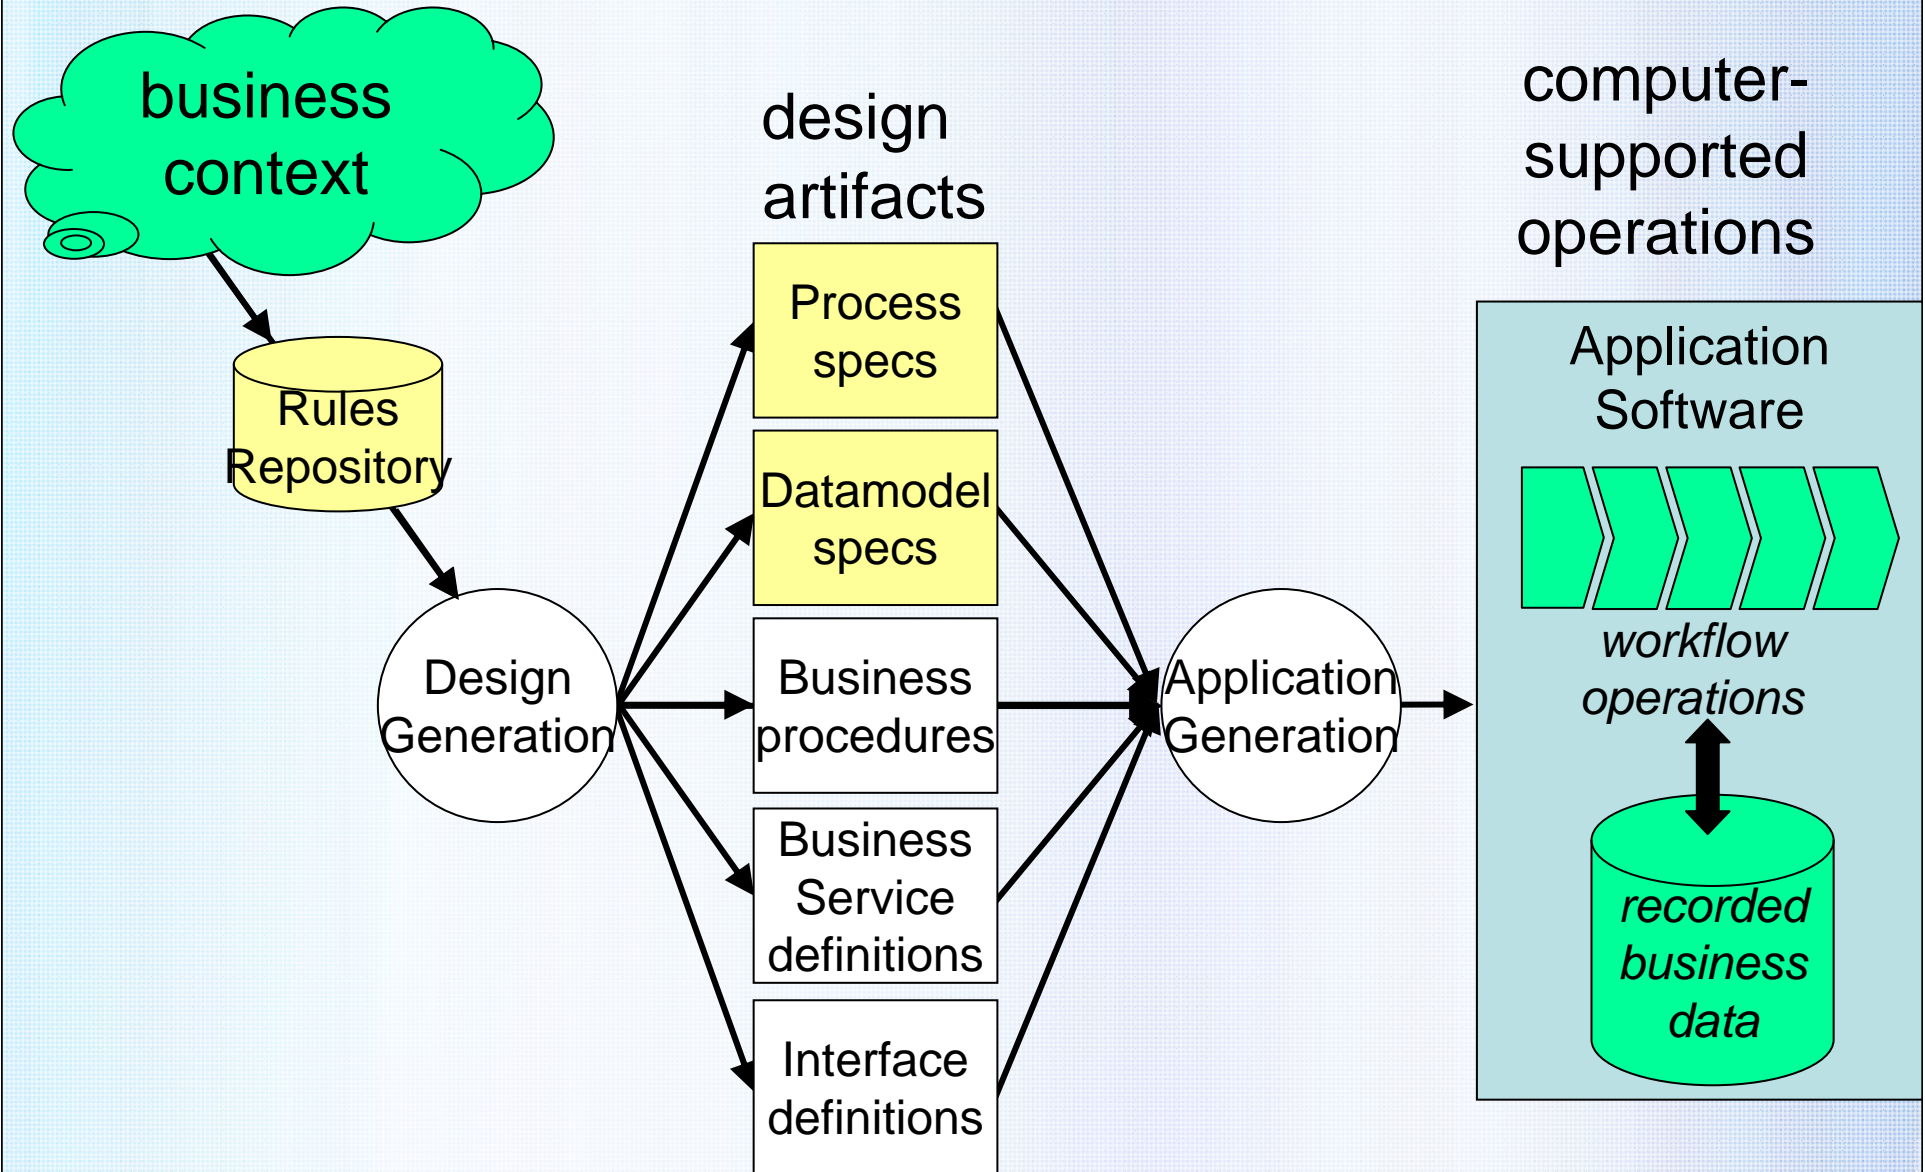 business
context
Rules
Repository
Design
Generation
design
artifacts
Process
specs
Datamodel
specs
Business
procedures
Business
Service
definitions
Interface
definitions
Application
Generation
computer-
supported
operations
Application
Software
workflow
operations
recorded
business
data